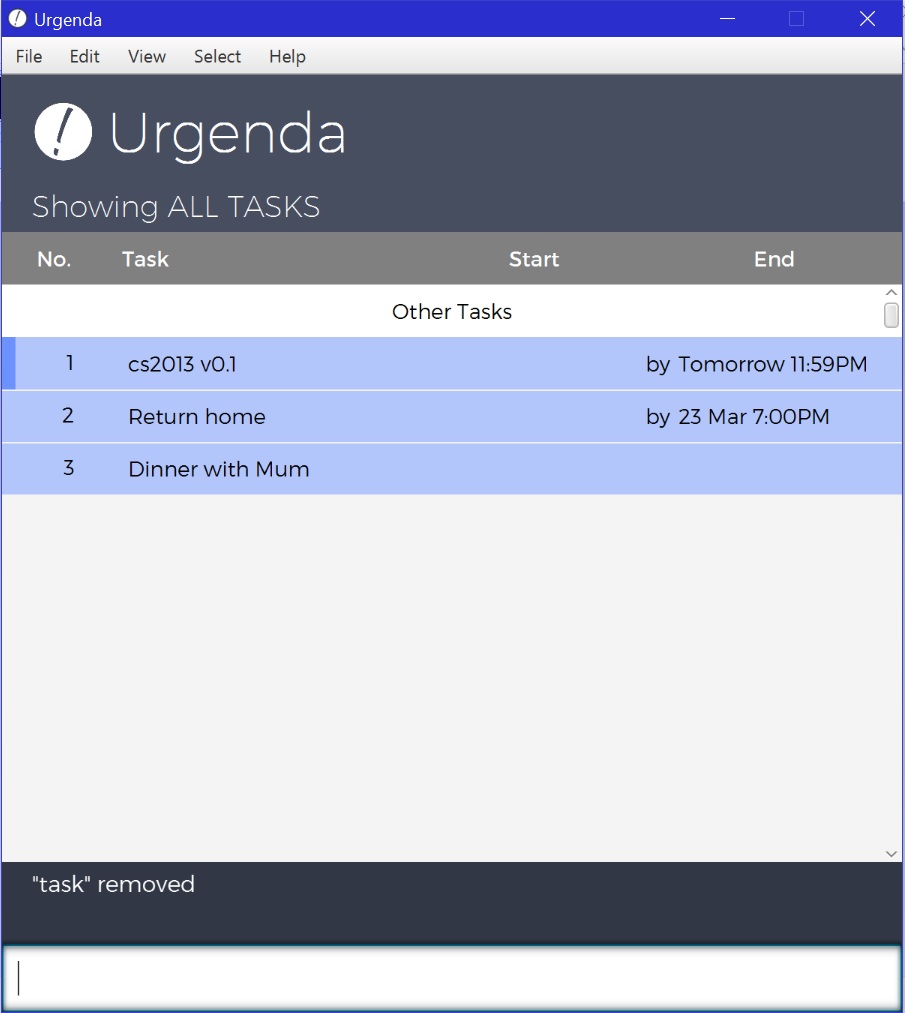 Urgenda
File Edit View Select Help
! Urgenda
Showing ALL TASKS
No. Task Start End
Other Tasks
1 cs2013 v0.1 by Tomorrow 11:59PM
2 Return home by 23 Mar 7:00PM
3 Dinner with Mum
"task" removed